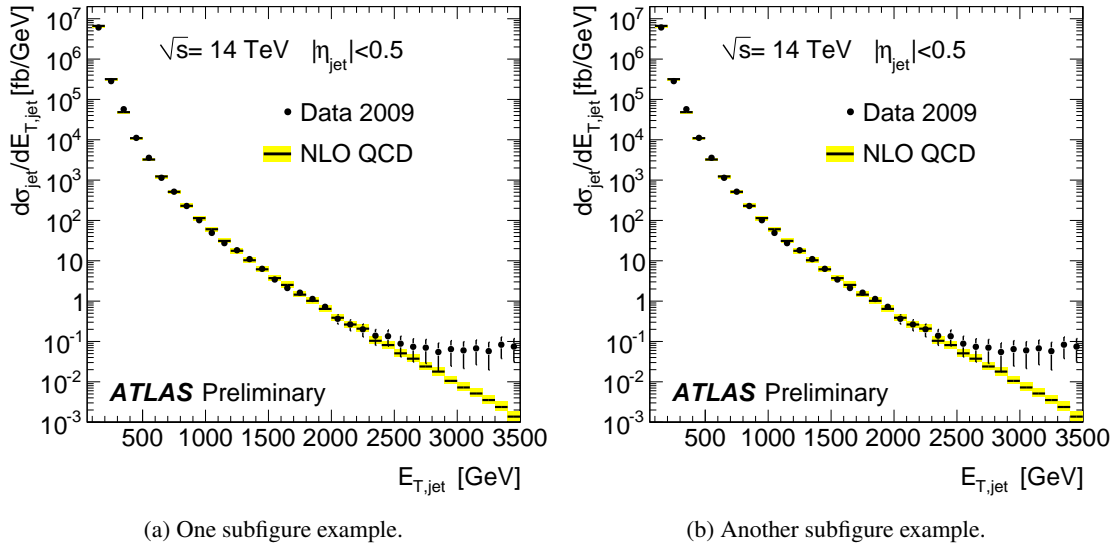 dσ_jet/dE_T,jet [fb/GeV]
10^7
10^6
10^5
10^4
10^3
10^2
10
1
10^-1
10^-2
10^-3
√s= 14 TeV |η_jet|<0.5
Data 2009
NLO QCD
ATLAS Preliminary
500 1000 1500 2000 2500 3000 3500
E_T,jet [GeV]
(a) One subfigure example.
dσ_jet/dE_T,jet [fb/GeV]
10^7
10^6
10^5
10^4
10^3
10^2
10
1
10^-1
10^-2
10^-3
√s= 14 TeV |η_jet|<0.5
Data 2009
NLO QCD
ATLAS Preliminary
500 1000 1500 2000 2500 3000 3500
E_T,jet [GeV]
(b) Another subfigure example.